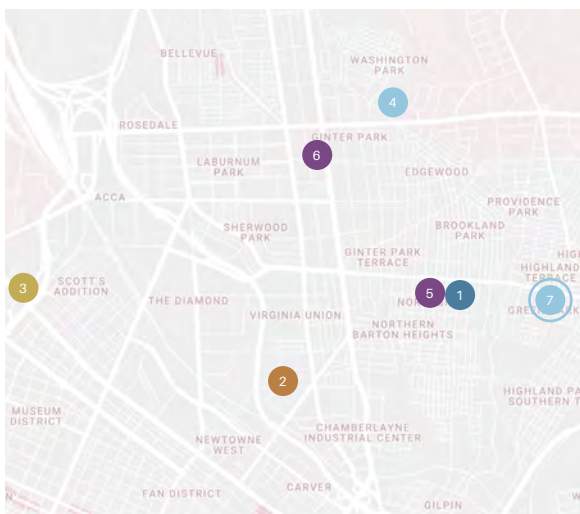 BELLEVUE
WASHINGTON
PARK
4
ROSEDALE
GINTER PARK
6
LABURNUM
PARK
EDGEWOOD
ACCA
PROVIDENCE
PARK
SHERWOOD
PARK
BROOKLAND
PARK
GINTER PARK
TERRACE
HIGHLAND
TERRACE
3
SCOTT'S
ADDITION
THE DIAMOND
5
1
7
VIRGINIA UNION
NORTHERN
BARTON HEIGHTS
2
MUSEUM
DISTRICT
HIGHLAND PA
SOUTHERN T
NEWTOWNE
WEST
CHAMBERLAYNE
INDUSTRIAL CENTER
FAN DISTRICT
CARVER
GILPIN